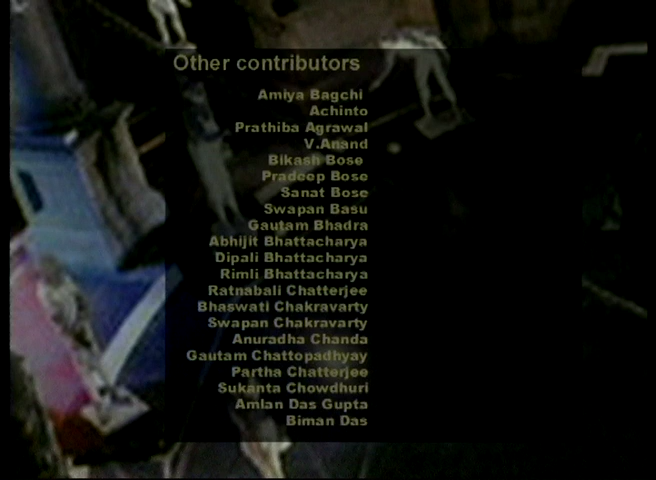 Other contributors
Amiya Bagchi
Achinto
Prathiba Agrawal
V.Anand
Bikash Bose
Pradeep Bose
Sanat Bose
Swapan Basu
Gautam Bhadra
Abhijit Bhattacharya
Dipali Bhattacharya
Rimli Bhattacharya
Ratnabali Chatterjee
Bhaswati Chakravarty
Swapan Chakravarty
Anuradha Chanda
Gautam Chattopadhyay
Partha Chatterjee
Sukanta Chowdhuri
Amlan Das Gupta
Biman Das